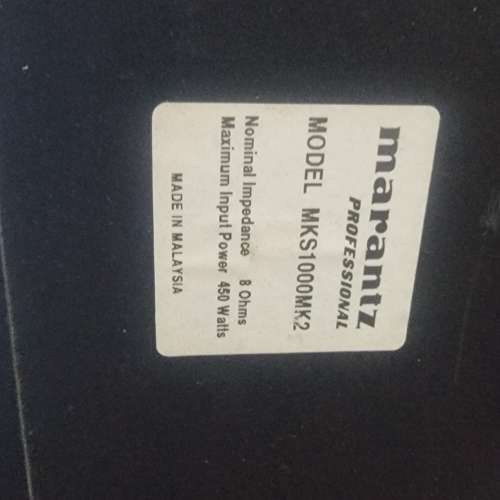 marantz
PROFESSIONAL
MODEL MKS1000MK2
Nominal Impedance 8 Ohms
Maximum Input Power 450 Watts
MADE IN MALAYSIA